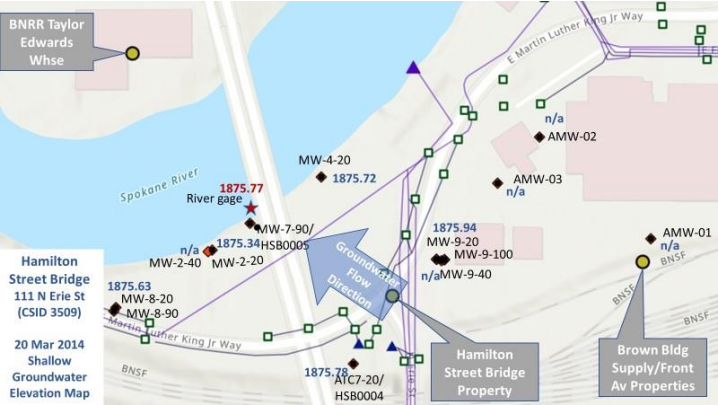 BNRR Taylor
Edwards
Whse
E Martin Luther King Jr Way
n/a
AMW-02
MW-4-20
1875.72
AMW-03
n/a
Spokane River
1875.77
River gage
MW-7-90/
HSB0005
1875.34
n/a
MW-2-40
MW-2-20
1875.94
MW-9-20
MW-9-100
n/a
MW-9-40
AMW-01
n/a
BNSF
BNSF
BNSF
Groundwater
Flow
Direction
Hamilton
Street Bridge
111 N Erie St
(CSID 3509)
20 Mar 2014
Shallow
Groundwater
Elevation Map
1875.63
MW-8-20
MW-8-90
Martin Luther King Jr Way
BNSF
1875.78
ATC7-20/
HSB0004
Hamilton
Street Bridge
Property
Brown Bldg
Supply/Front
Av Properties